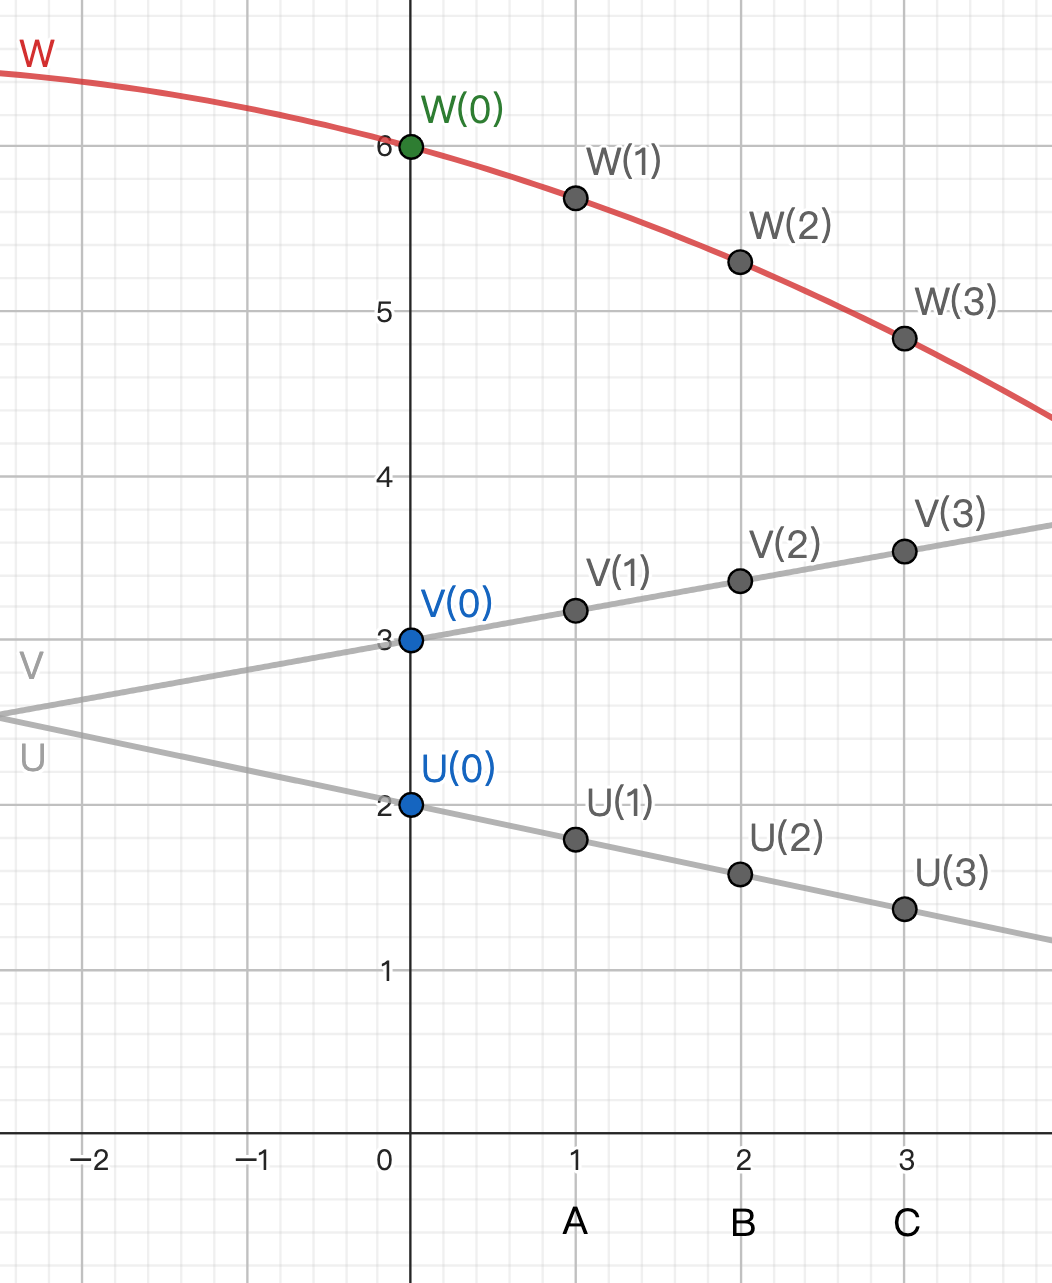 W
W(0)
6
W(1)
W(2)
W(3)
5
4
V(3)
V(2)
V(1)
V(0)
3
V
U
U(0)
2
U(1)
U(2)
U(3)
1
−2 −1 0 1 2 3
A B C